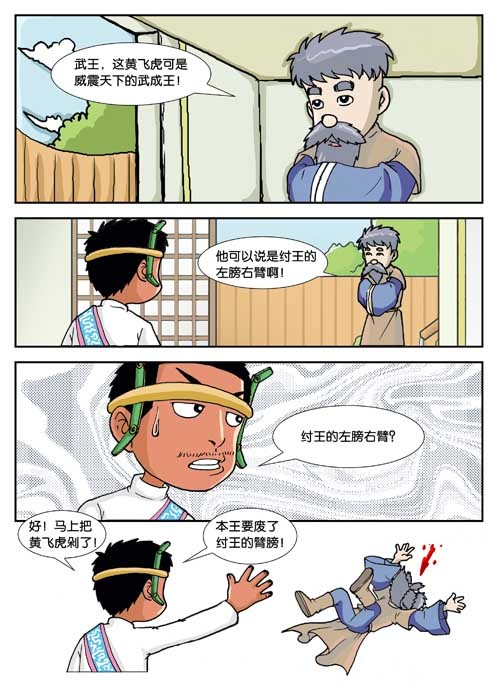 武王，这黄飞虎可是
威震天下的武成王！
他可以说是纣王的
左膀右臂啊！
纣王的左膀右臂？
好！马上把
黄飞虎剁了！
本王要废了
纣王的臂膀！